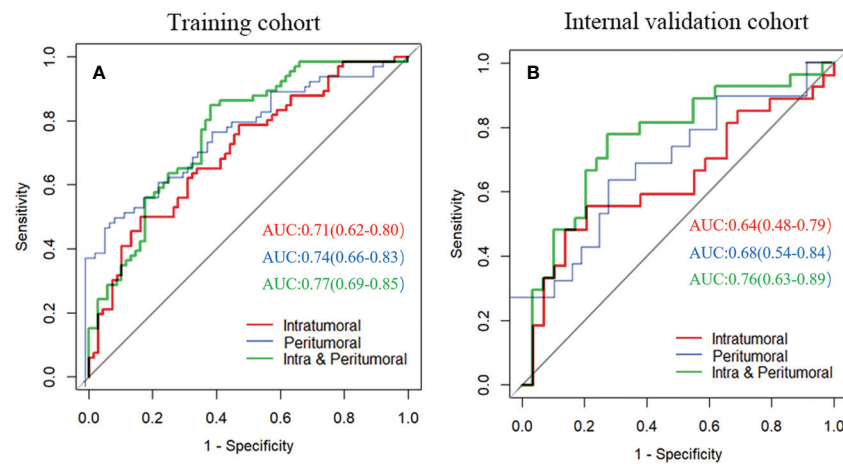 Training cohort
Internal validation cohort
A
Sensitivity
1.0
0.8
0.6
0.4
0.2
0.0
AUC:0.71(0.62-0.80)
AUC:0.74(0.66-0.83)
AUC:0.77(0.69-0.85)
Intratumoral
Peritumoral
Intra & Peritumoral
0.0 0.2 0.4 0.6 0.8 1.0
1 - Specificity
B
Sensitivity
1.0
0.8
0.6
0.4
0.2
0.0
AUC:0.64(0.48-0.79)
AUC:0.68(0.54-0.84)
AUC:0.76(0.63-0.89)
Intratumoral
Peritumoral
Intra & Peritumoral
0.0 0.2 0.4 0.6 0.8 1.0
1 - Specificity